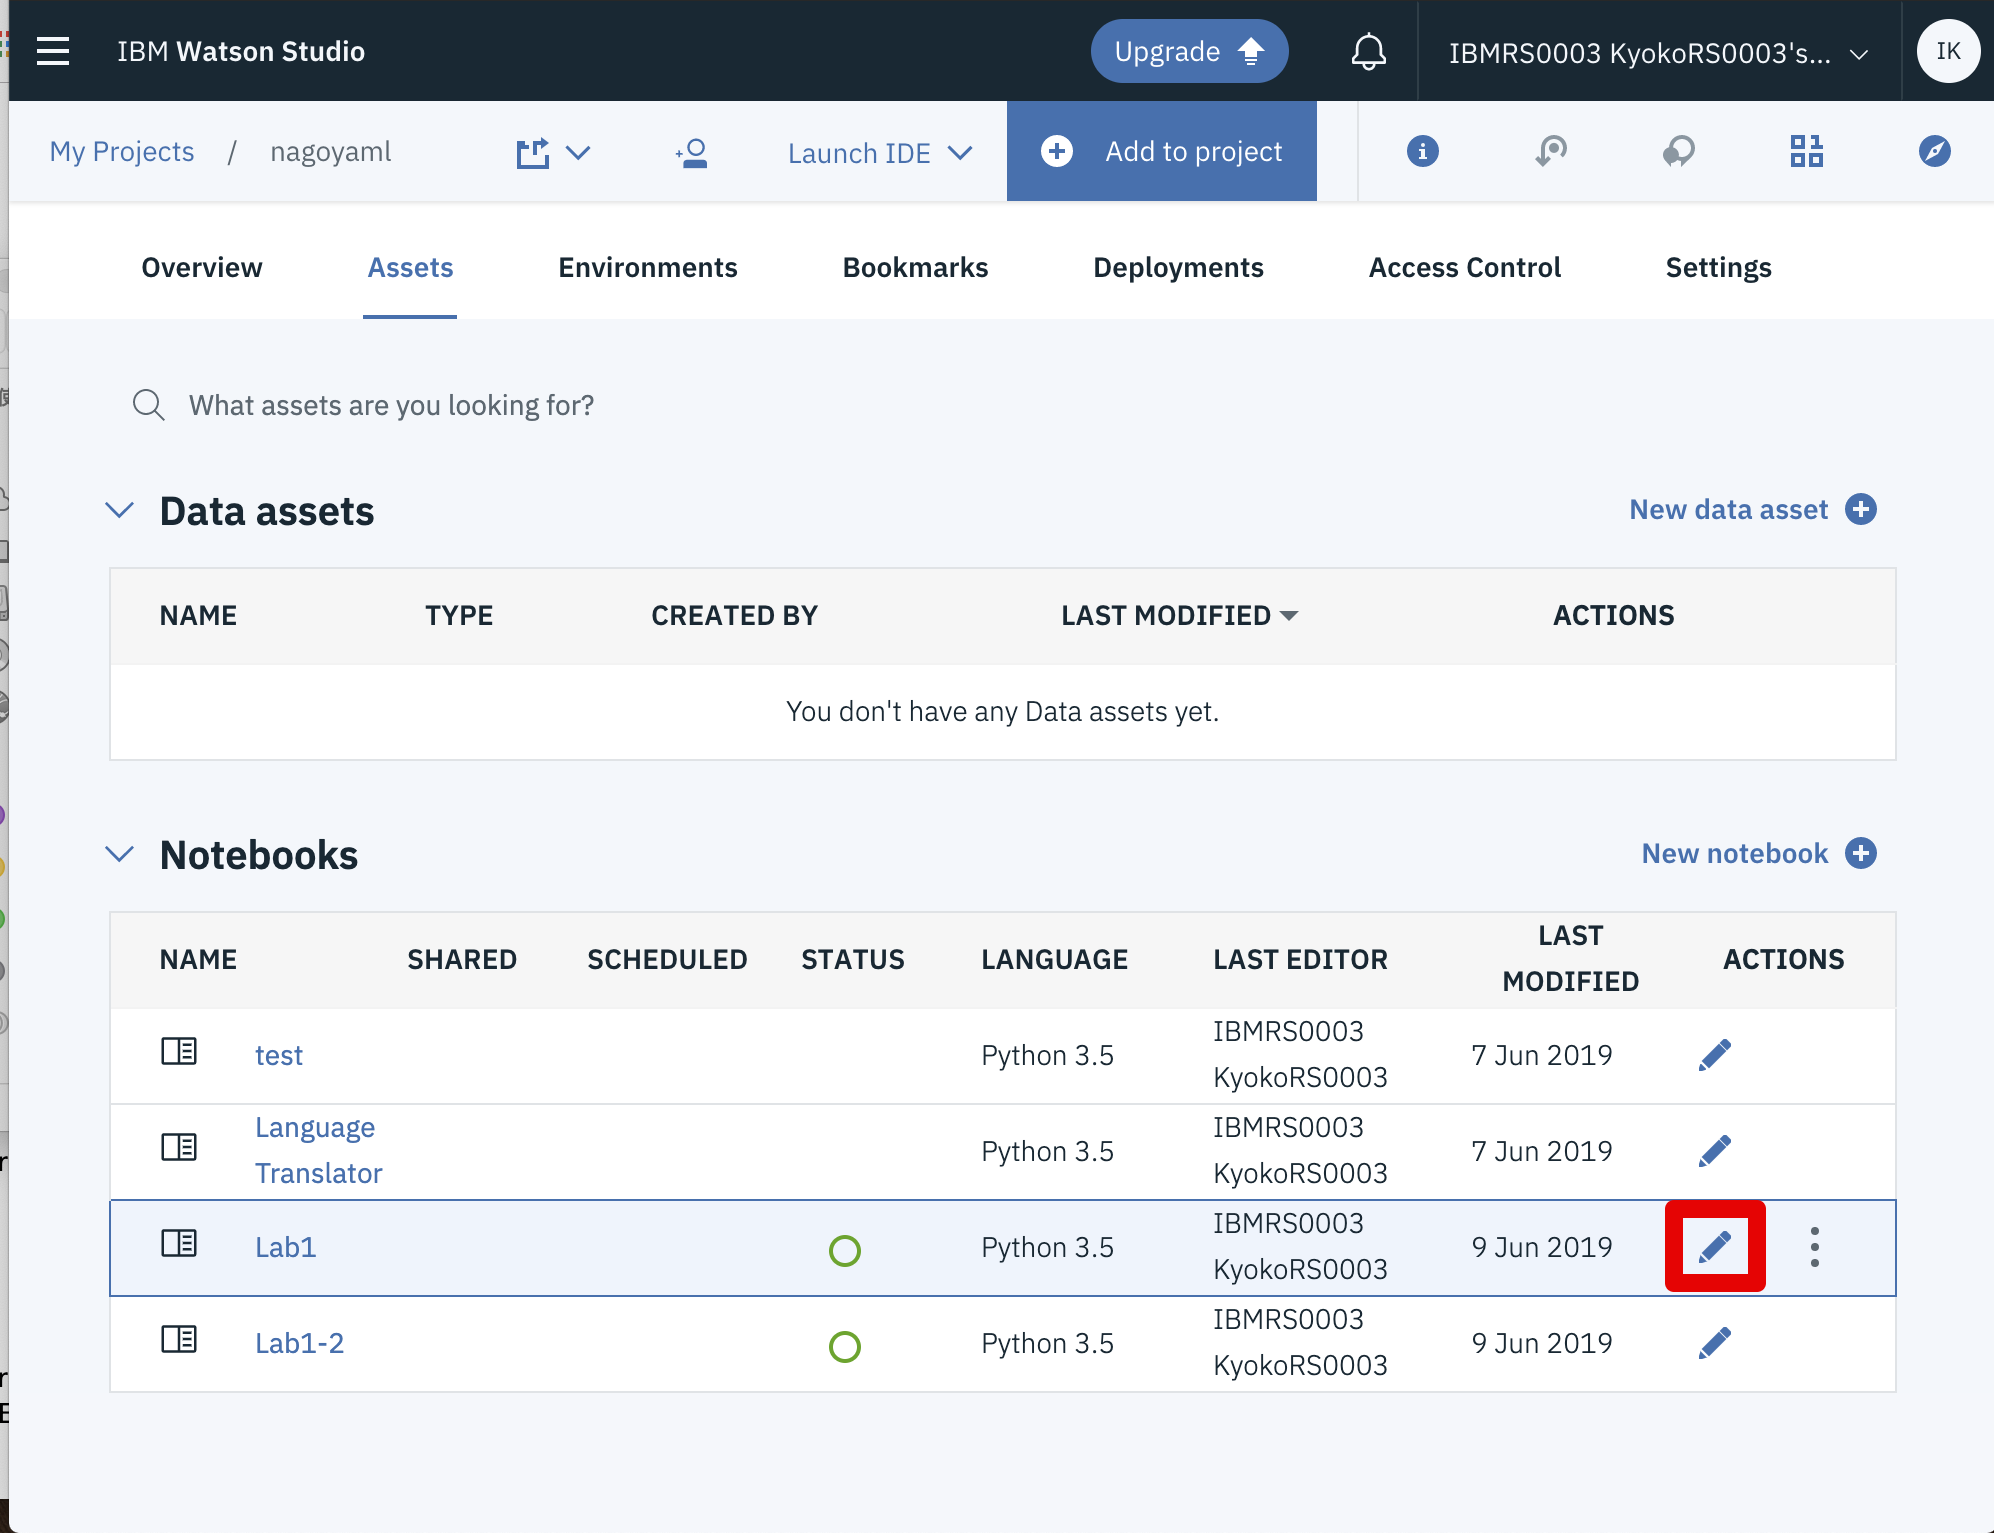 IBM Watson Studio
Upgrade
IBMRS0003 KyokoRS0003's...
IK
My Projects / nagoyaml
Launch IDE
Add to project
Overview Assets Environments Bookmarks Deployments Access Control Settings
What assets are you looking for?
Data assets
New data asset
NAME TYPE CREATED BY LAST MODIFIED ACTIONS
You don't have any Data assets yet.
Notebooks
New notebook
NAME SHARED SCHEDULED STATUS LANGUAGE LAST EDITOR LAST MODIFIED ACTIONS
test Python 3.5 IBMRS0003 KyokoRS0003 7 Jun 2019
Language Translator Python 3.5 IBMRS0003 KyokoRS0003 7 Jun 2019
Lab1 Python 3.5 IBMRS0003 KyokoRS0003 9 Jun 2019
Lab1-2 Python 3.5 IBMRS0003 KyokoRS0003 9 Jun 2019